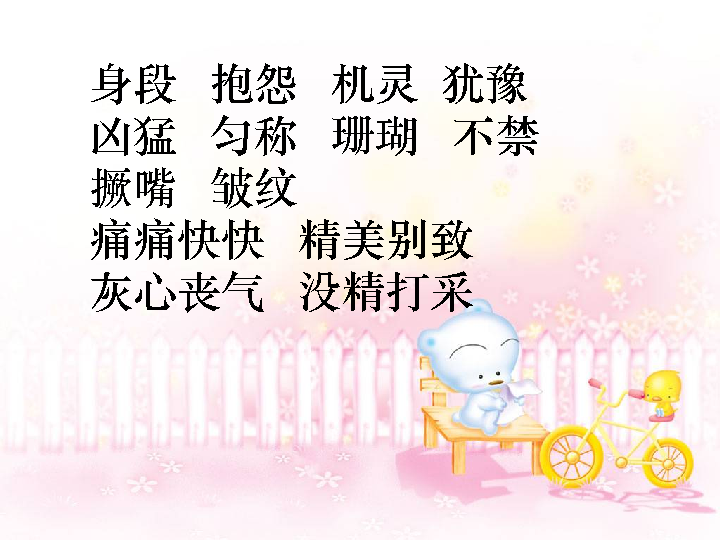 身段 抱怨 机灵 犹豫
凶猛 匀称 珊瑚 不禁
撅嘴 皱纹
痛痛快快 精美别致
灰心丧气 没精打采